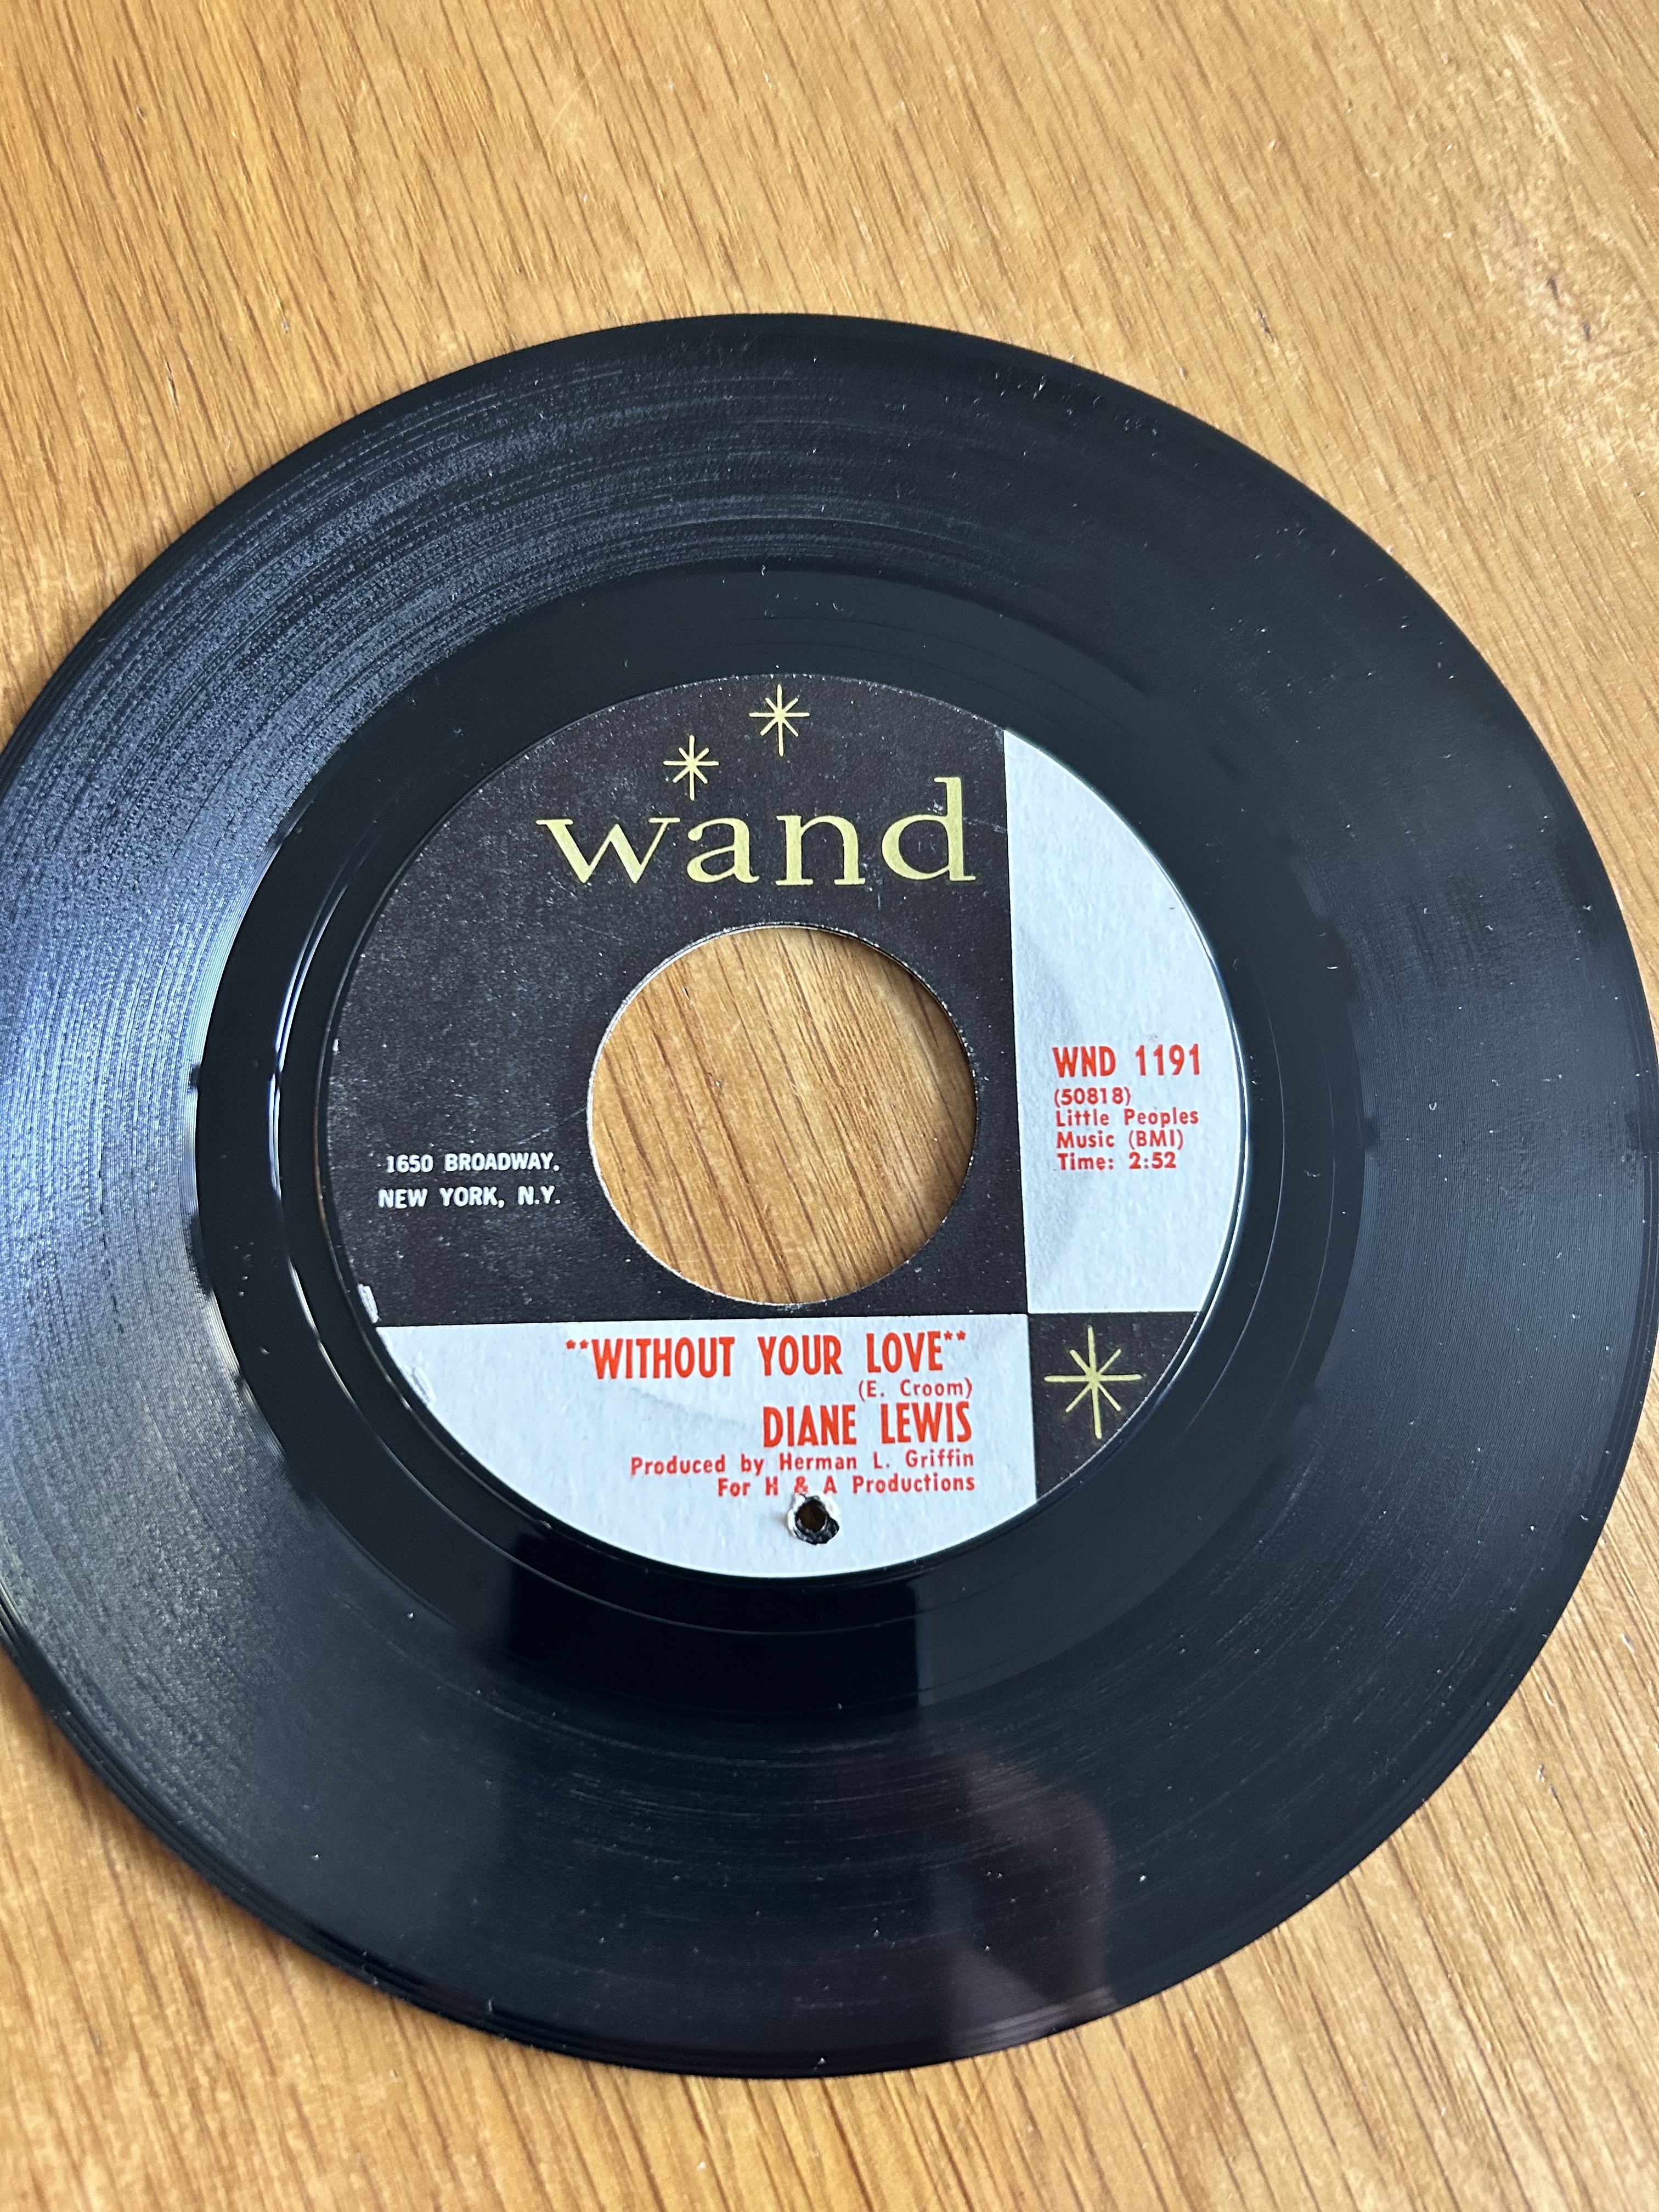 wand
WND 1191
(50818)
Little Peoples
Music (BMI)
Time: 2:52
1650 BROADWAY.
NEW YORK, N.Y.
"WITHOUT YOUR LOVE"
(E. Croom)
DIANE LEWIS
Produced by Herman L. Griffin
For H & A Productions